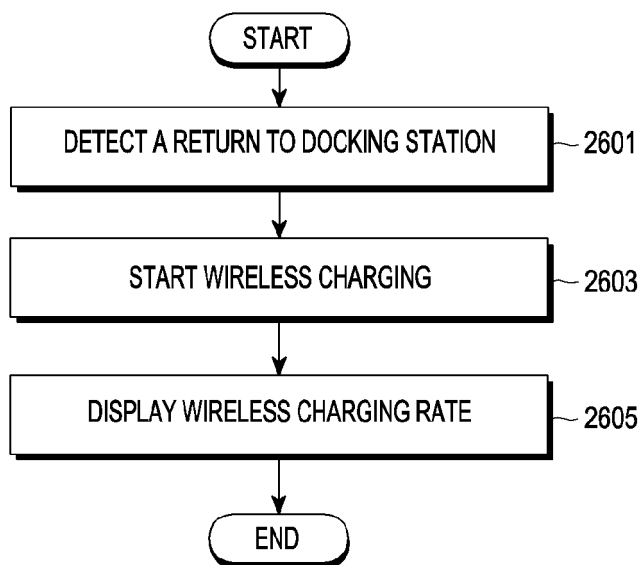 START
DETECT A RETURN TO DOCKING STATION
2601
START WIRELESS CHARGING
2603
DISPLAY WIRELESS CHARGING RATE
2605
END